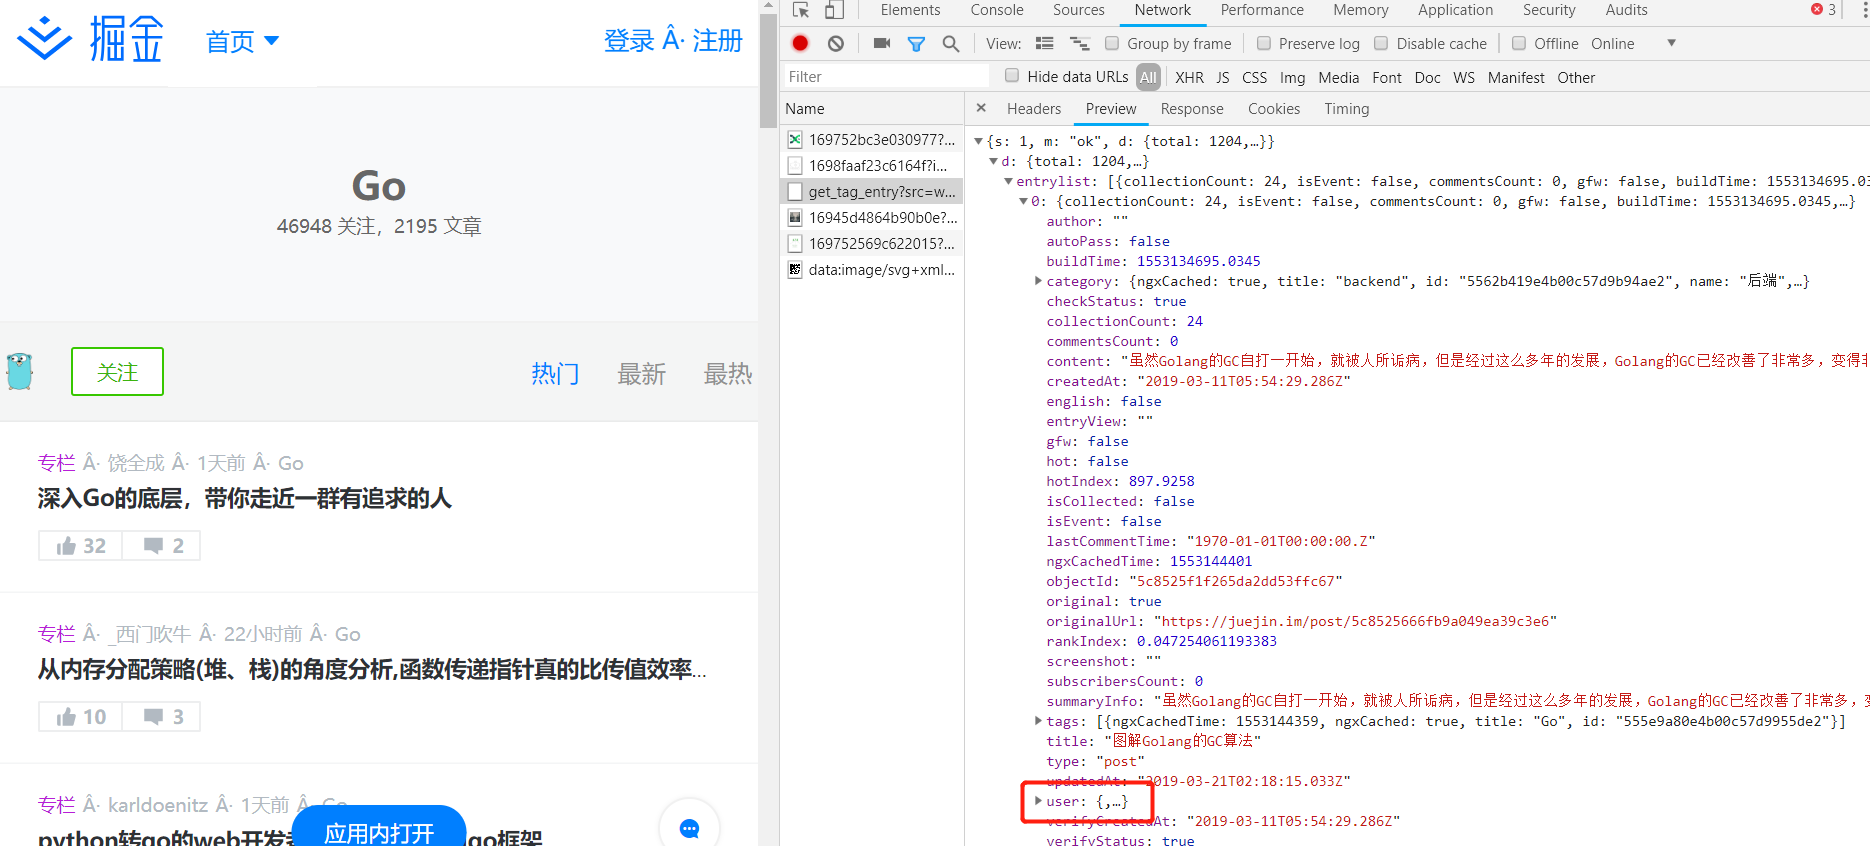 掘金 首页 登录 Â· 注册
Go
46948 关注，2195 文章
关注 热门 最新 最热
专栏 Â· 饶全成 Â· 1天前 Â· Go
深入Go的底层，带你走近一群有追求的人
32 2
专栏 Â· _西门吹牛 Â· 22小时前 Â· Go
从内存分配策略(堆、栈)的角度分析,函数传递指针真的比传值效率...
10 3
专栏 Â· karldoenitz Â· 1天前 Â· Go
python转go的web开发者 go框架
应用内打开
Elements Console Sources Network Performance Memory Application Security Audits 3
View: Group by frame Preserve log Disable cache Offline Online
Filter Hide data URLs All XHR JS CSS Img Media Font Doc WS Manifest Other
Name
169752bc3e030977?...
1698faaf23c6164f?i...
get_tag_entry?src=w...
16945d4864b90b0e?...
169752569c622015?...
data:image/svg+xml...
Headers Preview Response Cookies Timing
{s: 1, m: "ok", d: {total: 1204,…}}
d: {total: 1204,…}
entrylist: [{collectionCount: 24, isEvent: false, commentsCount: 0, gfw: false, buildTime: 1553134695.03
0: {collectionCount: 24, isEvent: false, commentsCount: 0, gfw: false, buildTime: 1553134695.0345,…}
author: ""
autoPass: false
buildTime: 1553134695.0345
category: {ngxCached: true, title: "backend", id: "5562b419e4b00c57d9b94ae2", name: "后端",…}
checkStatus: true
collectionCount: 24
commentsCount: 0
content: "虽然Golang的GC自打一开始，就被人所诟病，但是经过这么多年的发展，Golang的GC已经改善了非常多，变得非
createdAt: "2019-03-11T05:54:29.286Z"
english: false
entryView: ""
gfw: false
hot: false
hotIndex: 897.9258
isCollected: false
isEvent: false
lastCommentTime: "1970-01-01T00:00:00.Z"
ngxCachedTime: 1553144401
objectId: "5c8525f1f265da2dd53ffc67"
original: true
originalUrl: "https://juejin.im/post/5c8525666fb9a049ea39c3e6"
rankIndex: 0.047254061193383
screenshot: ""
subscribersCount: 0
summaryInfo: "虽然Golang的GC自打一开始，就被人所诟病，但是经过这么多年的发展，Golang的GC已经改善了非常多，变
tags: [{ngxCachedTime: 1553144359, ngxCached: true, title: "Go", id: "555e9a80e4b00c57d9955de2"}]
title: "图解Golang的GC算法"
type: "post"
updatedAt: "2019-03-21T02:18:15.033Z"
user: {,…}
verifyCreatedAt: "2019-03-11T05:54:29.286Z"
verifyStatus: true